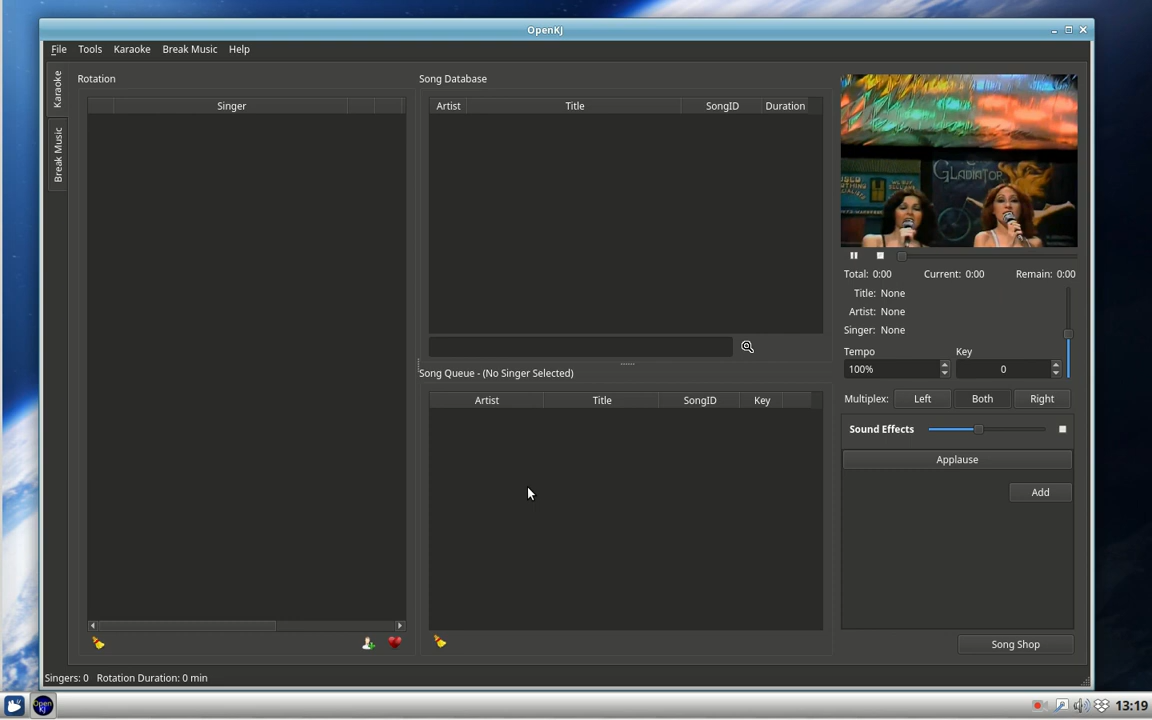 OpenKJ
File Tools Karaoke Break Music Help
Karaoke
Break Music
Rotation
Singer
Song Database
Artist Title SongID Duration
Song Queue - (No Singer Selected)
Artist Title SongID Key
GLADIATOR
Total: 0:00 Current: 0:00 Remain: 0:00
Title: None
Artist: None
Singer: None
Tempo Key
100% 0
Multiplex: Left Both Right
Sound Effects
Applause
Add
Song Shop
Singers: 0 Rotation Duration: 0 min
Open KJ
13:19